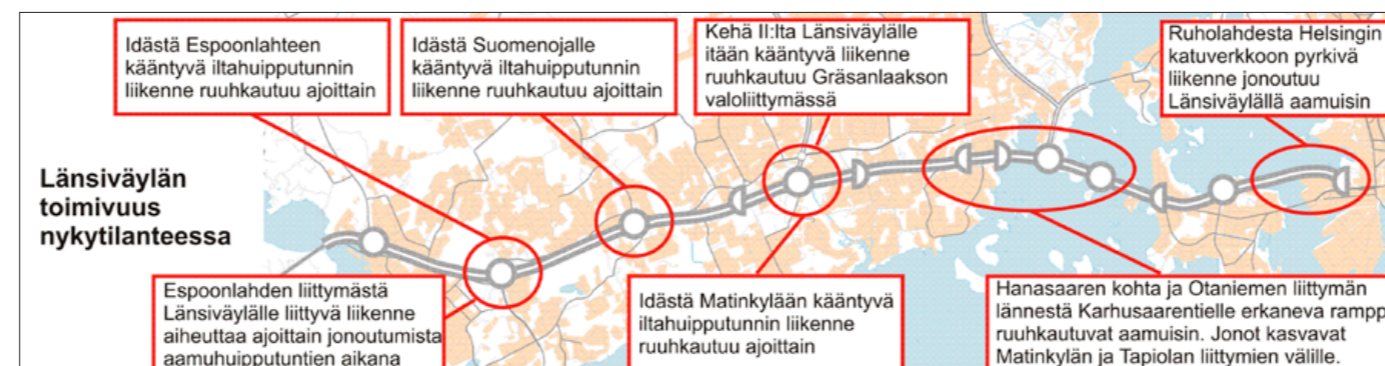 Idästä Espoonlahteen
kääntyvä iltahuipputunnin
liikenne ruuhkautuu ajoittain
Idästä Suomenojalle
kääntyvä iltahuipputunnin
liikenne ruuhkautuu ajoittain
Kehä II:lta Länsiväylälle
itään kääntyvä liikenne
ruuhkautuu Gräsanlaakson
valoliittymässä
Ruholahdesta Helsingin
katuverkkoon pyrkivä
liikenne jonoutuu
Länsiväylällä aamuisin
Länsiväylän
toimivuus
nykytilanteessa
Espoonlahden liittymästä
Länsiväylälle liittyvä liikenne
aiheuttaa ajoittain jonoutumista
aamuhuipputuntien aikana
Idästä Matinkylään kääntyvä
iltahuipputunnin liikenne
ruuhkautuu ajoittain
Hanasaaren kohta ja Otaniemen liittymän
lännestä Karhusaarentielle erkaneva ramppi
ruuhkautuvat aamuisin. Jonot kasvavat
Matinkylän ja Tapiolan liittymien välille.